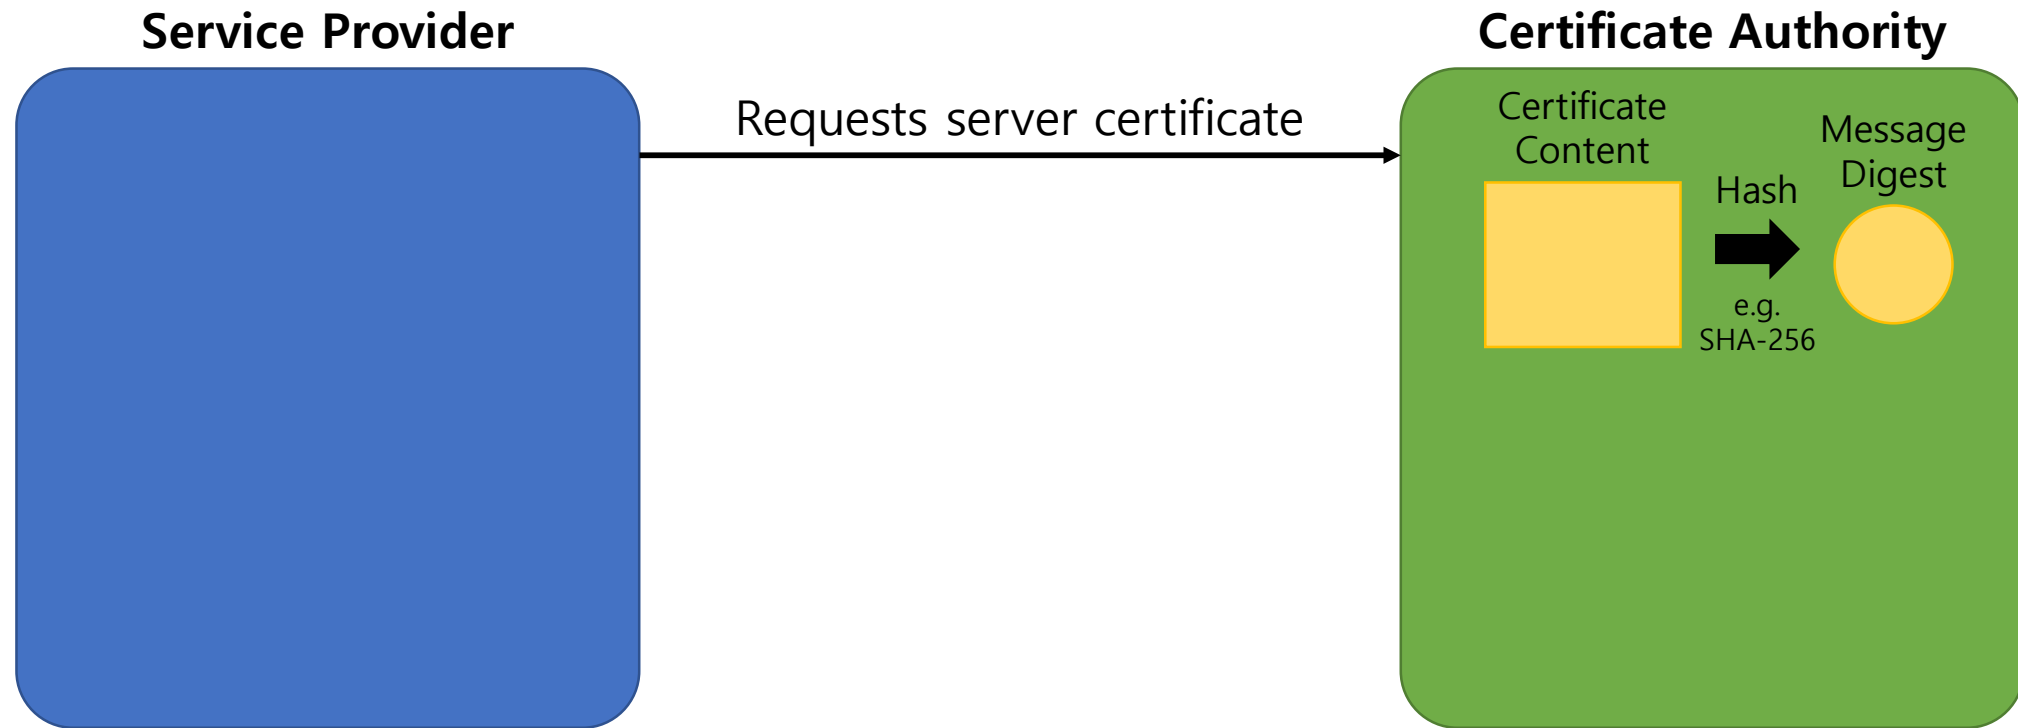 Service Provider
Certificate Authority
Requests server certificate
Certificate
Content
Message
Digest
Hash
e.g.
SHA-256